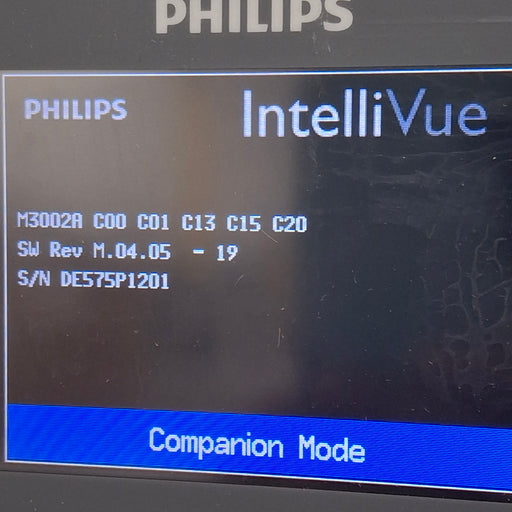 PHILIPS
PHILIPS IntelliVue
M3002A C00 C01 C13 C15 C20
SW Rev M.04.05 - 19
S/N DE575P1201
Companion Mode